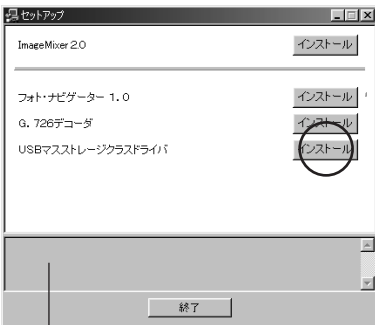 セットアップ
ImageMixer 2.0 インストール
フォト・ナビゲーター 1.0 インストール
G.726デコーダ インストール
USBマスストレージクラスドライバ インストール
終了